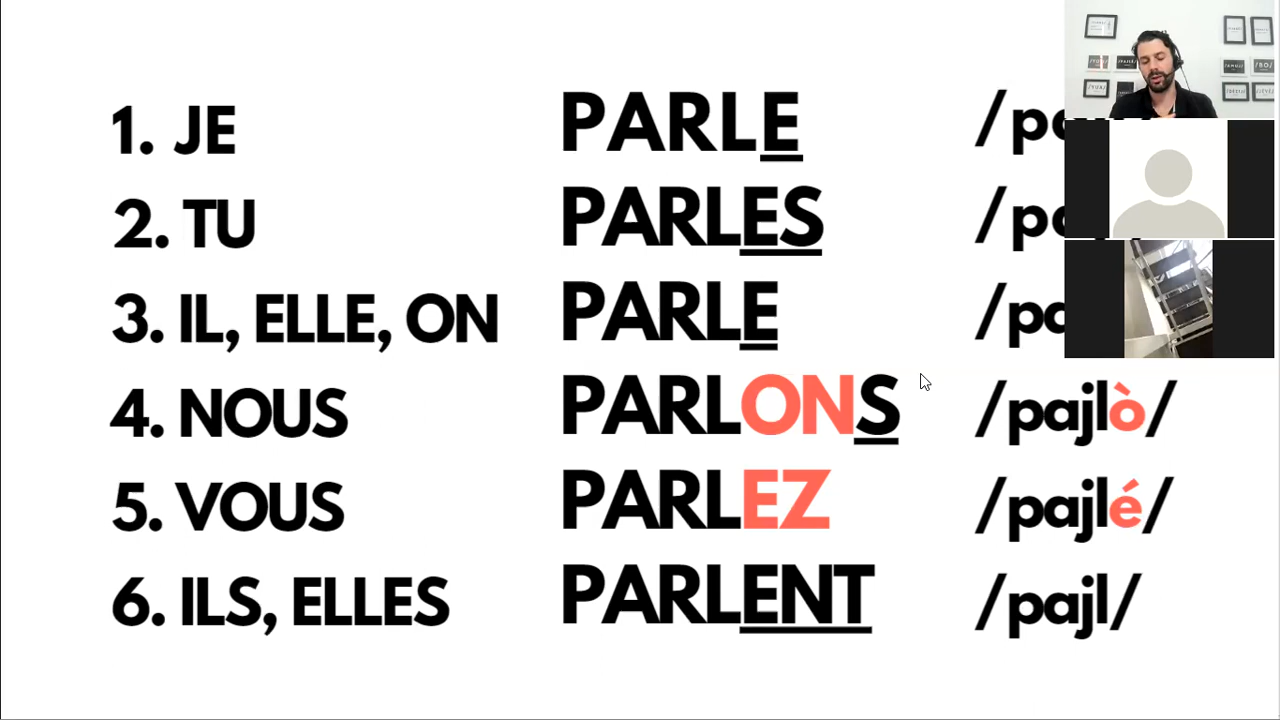 1. JE PARLE
2. TU PARLES
3. IL, ELLE, ON PARLE
4. NOUS PARLONS /pajlò/
5. VOUS PARLEZ /pajlé/
6. ILS, ELLES PARLENT /pajl/